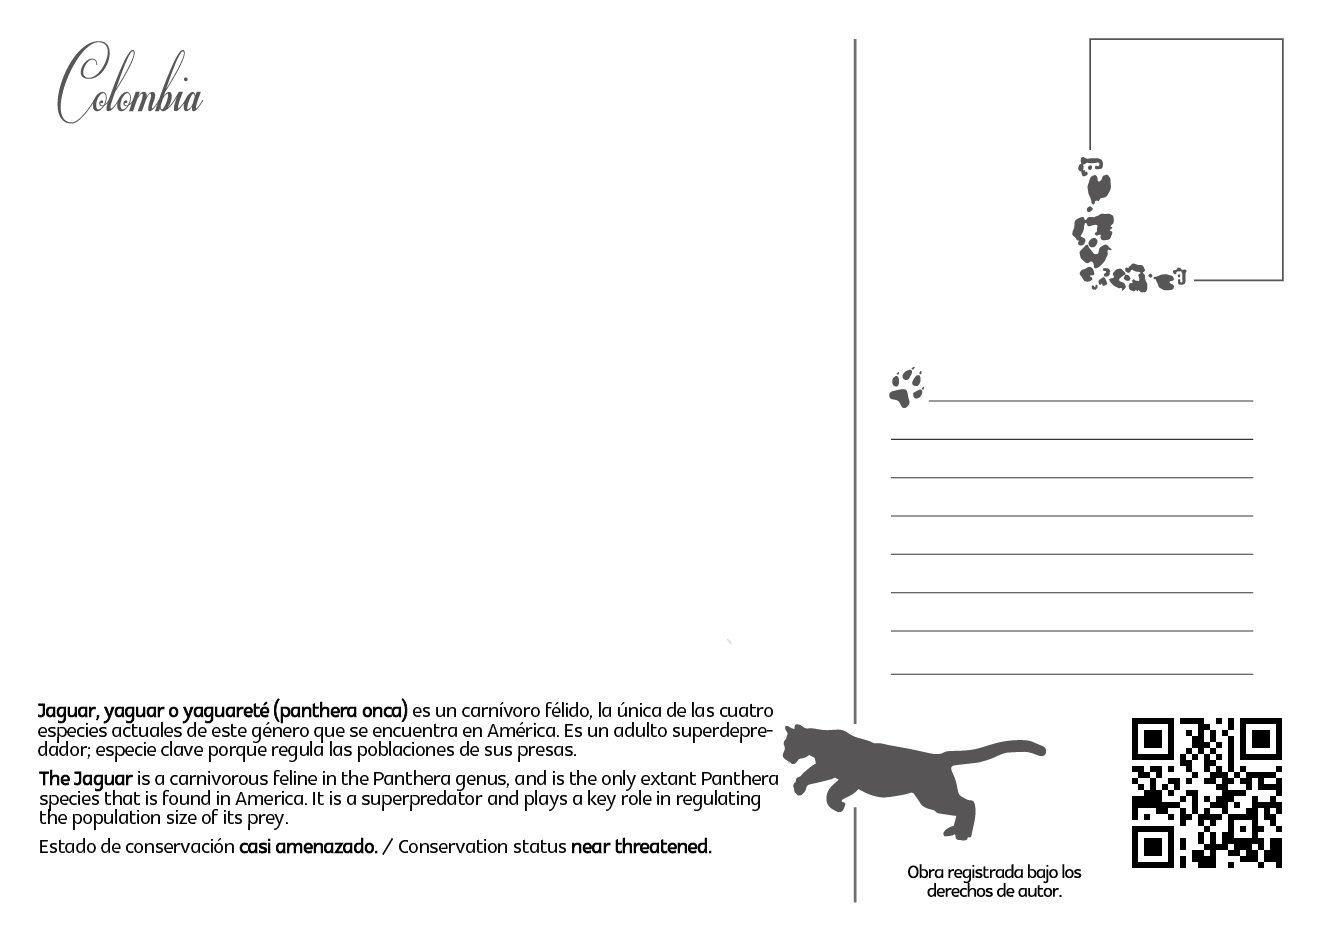 Colombia
Jaguar, yaguar o yaguareté (panthera onca) es un carnívoro félido, la única de las cuatro
especies actuales de este género que se encuentra en América. Es un adulto superdepre-
dador; especie clave porque regula las poblaciones de sus presas.
The Jaguar is a carnivorous feline in the Panthera genus, and is the only extant Panthera
species that is found in America. It is a superpredator and plays a key role in regulating
the population size of its prey.
Estado de conservación casi amenazado. / Conservation status near threatened.
Obra registrada bajo los
derechos de autor.